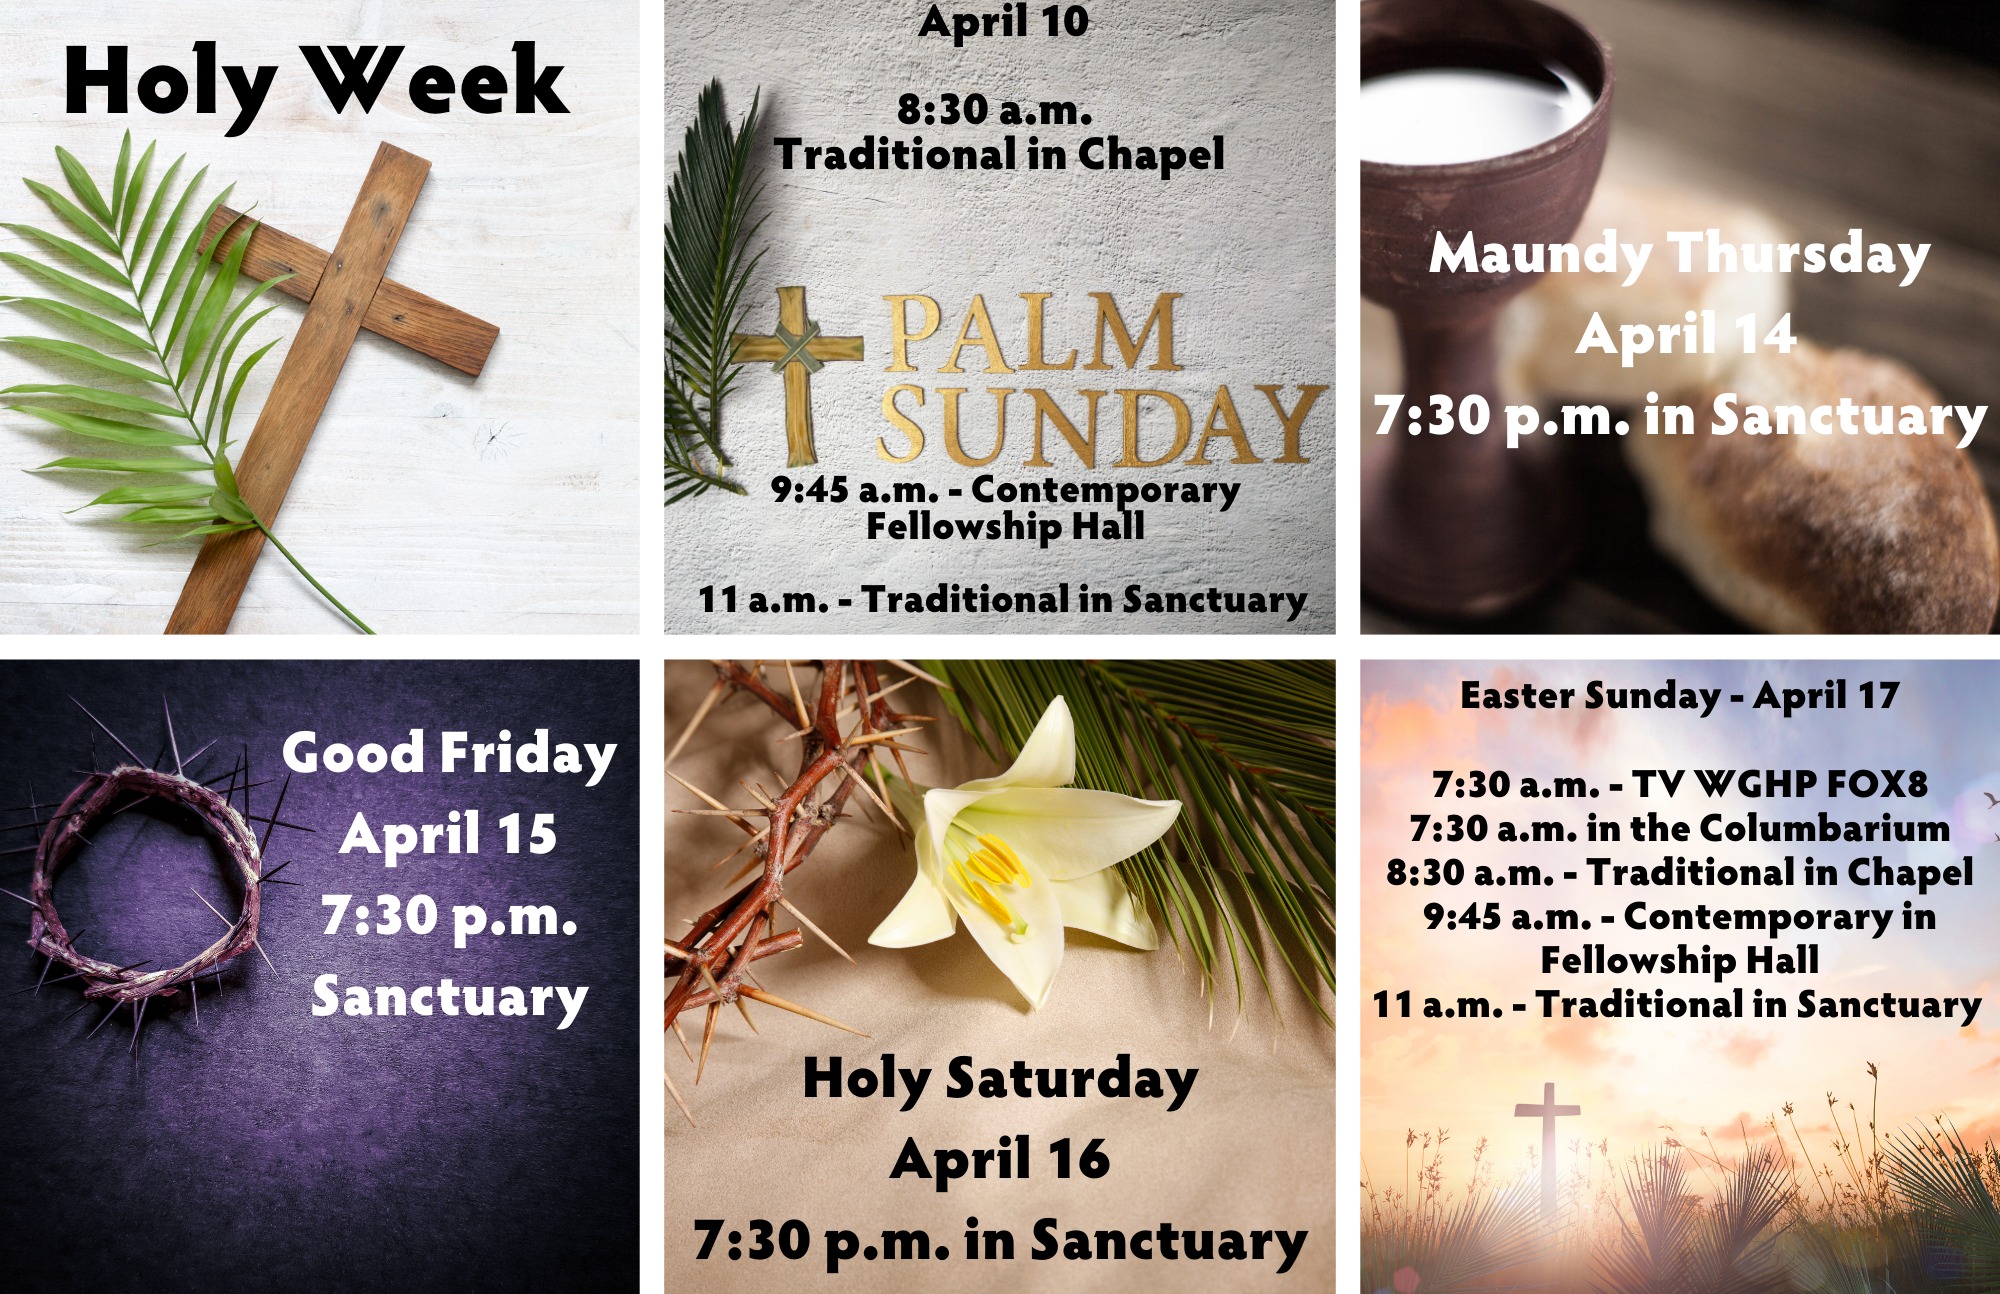 Holy Week
April 10
8:30 a.m.
Traditional in Chapel
PALM
SUNDAY
9:45 a.m. - Contemporary
Fellowship Hall
11 a.m. - Traditional in Sanctuary
Maundy Thursday
April 14
7:30 p.m. in Sanctuary
Good Friday
April 15
7:30 p.m.
Sanctuary
Holy Saturday
April 16
7:30 p.m. in Sanctuary
Easter Sunday - April 17
7:30 a.m. - TV WGHP FOX8
7:30 a.m. in the Columbarium
8:30 a.m. - Traditional in Chapel
9:45 a.m. - Contemporary in
Fellowship Hall
11 a.m. - Traditional in Sanctuary